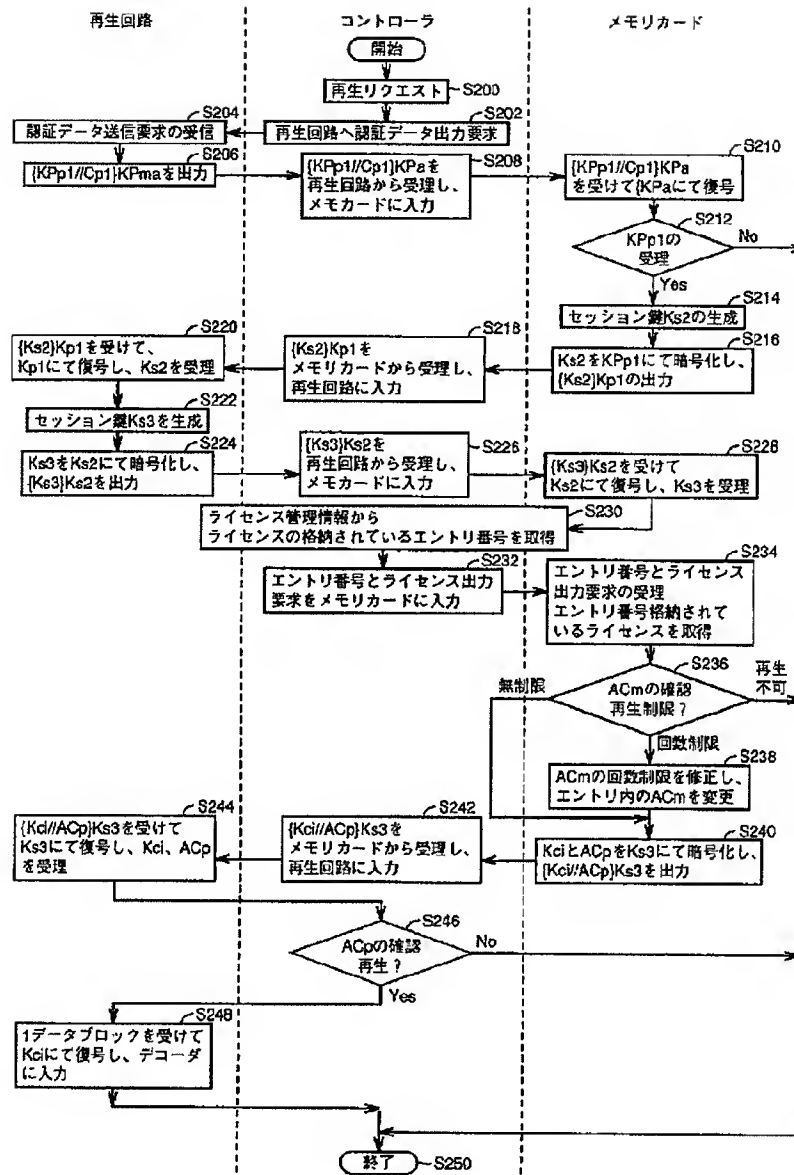 再生回路
コントローラ
メモリカード
開始
再生リクエスト
S200
S202
再生回路へ認証データ出力要求
S204
認証データ送信要求の受信
S206
{KPp1//Cp1}KPmaを出力
S208
{KPp1//Cp1}KPaを
再生回路から受理し、
メモカードに入力
S210
{KPp1//Cp1}KPa
を受けて{KPaにて復号
S212
KPp1の
受理
No
Yes
S214
セッション鍵Ks2の生成
S216
Ks2をKPp1にて暗号化し、
{Ks2}Kp1の出力
S218
{Ks2}Kp1を
メモリカードから受理し、
再生回路に入力
S220
{Ks2}Kp1を受けて、
Kp1にて復号し、Ks2を受理
S222
セッション鍵Ks3を生成
S224
Ks3をKs2にて暗号化し、
{Ks3}Ks2を出力
S226
{Ks3}Ks2を
再生回路から受理し、
メモカードに入力
S228
{Ks3}Ks2を受けて
Ks2にて復号し、Ks3を受理
S230
ライセンス管理情報から
ライセンスの格納されているエントリ番号を取得
S232
エントリ番号とライセンス出力
要求をメモリカードに入力
S234
エントリ番号とライセンス
出力要求の受理
エントリ番号格納されて
いるライセンスを取得
S236
ACmの確認
再生制限？
無制限
再生
不可
回数制限
S238
ACmの回数制限を修正し、
エントリ内のACmを変更
S240
KciとACpをKs3にて暗号化し、
{Kci//ACp}Ks3を出力
S242
{Kci//ACp}Ks3を
メモリカードから受理し、
再生回路に入力
S244
{Kci//ACp}Ks3を受けて
Ks3にて復号し、Kci、ACp
を受理
S246
ACpの確認
再生？
No
Yes
S248
1データブロックを受けて
Kciにて復号し、デコーダ
に入力
終了
S250